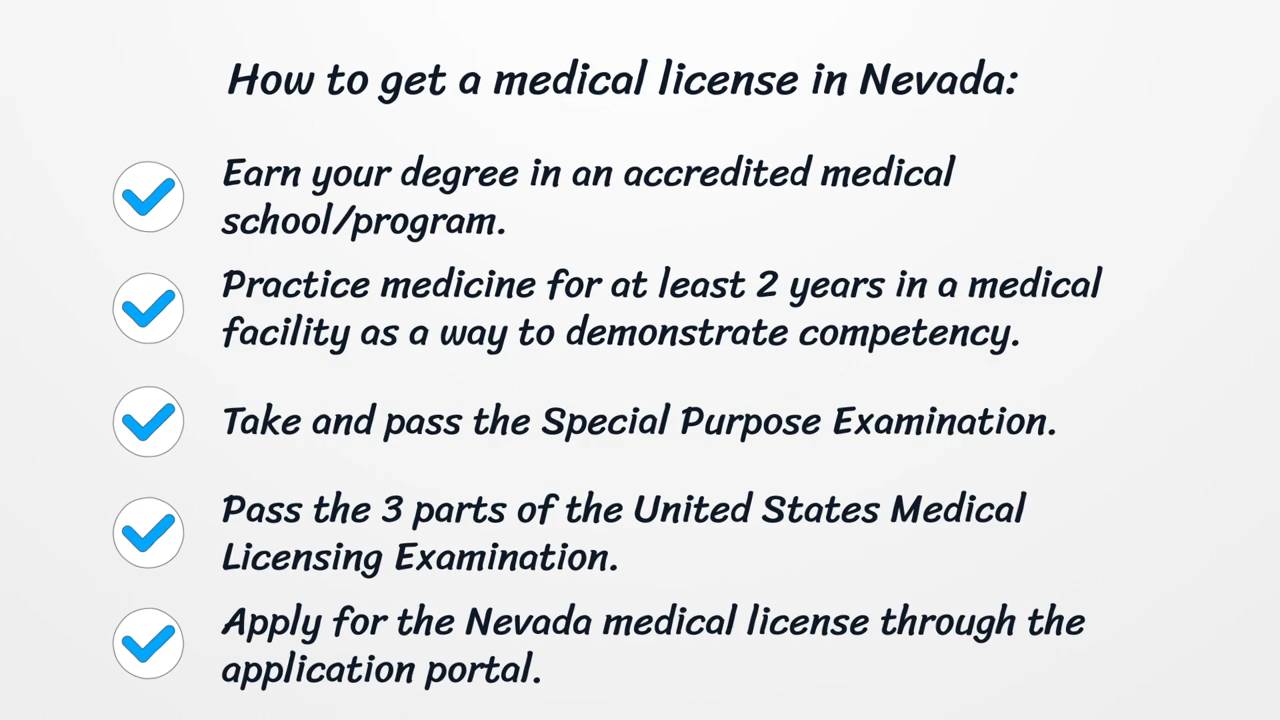 How to get a medical license in Nevada:
Earn your degree in an accredited medical
school/program.
Practice medicine for at least 2 years in a medical
facility as a way to demonstrate competency.
Take and pass the Special Purpose Examination.
Pass the 3 parts of the United States Medical
Licensing Examination.
Apply for the Nevada medical license through the
application portal.